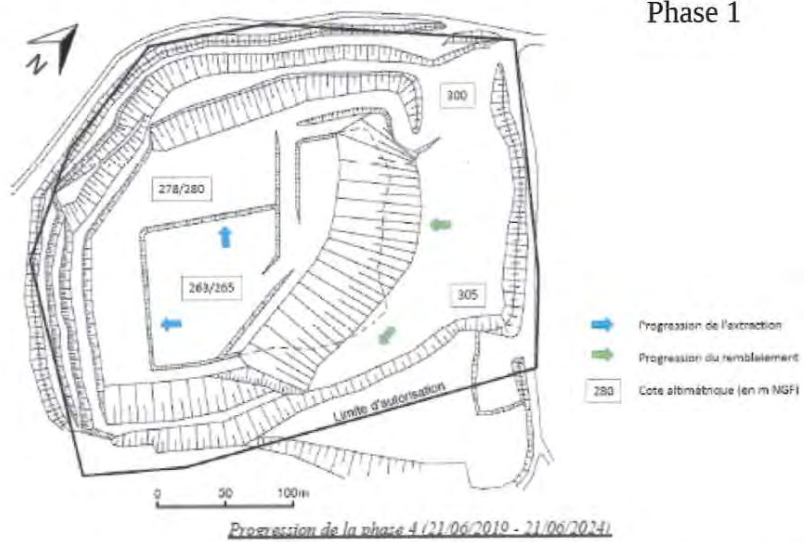 Phase 1
N
300
278/280
263/265
305
Progression de l'extraction
Progression du remblaiement
280 Cote altimétrique (en m NGF)
Limite d'autorisation
0 50 100m
Progression de la phase 4 (21/06/2019 - 21/06/2024)